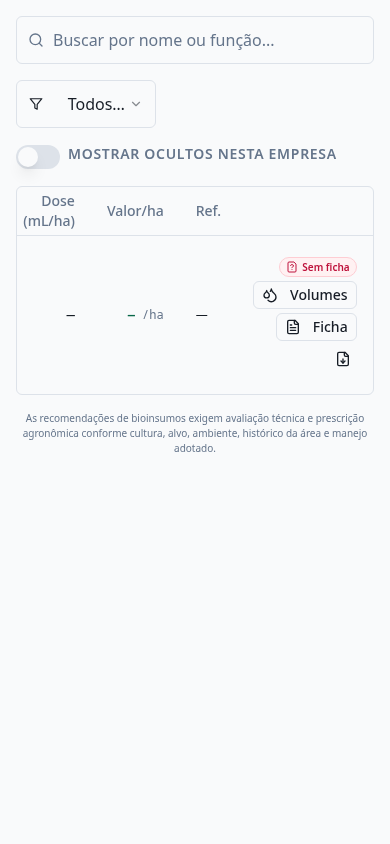 Buscar por nome ou função...
Todos...
MOSTRAR OCULTOS NESTA EMPRESA
Dose (mL/ha)
Valor/ha
Ref.
Sem ficha
– – /ha —
Volumes
Ficha
As recomendações de bioinsumos exigem avaliação técnica e prescrição
agronômica conforme cultura, alvo, ambiente, histórico da área e manejo
adotado.